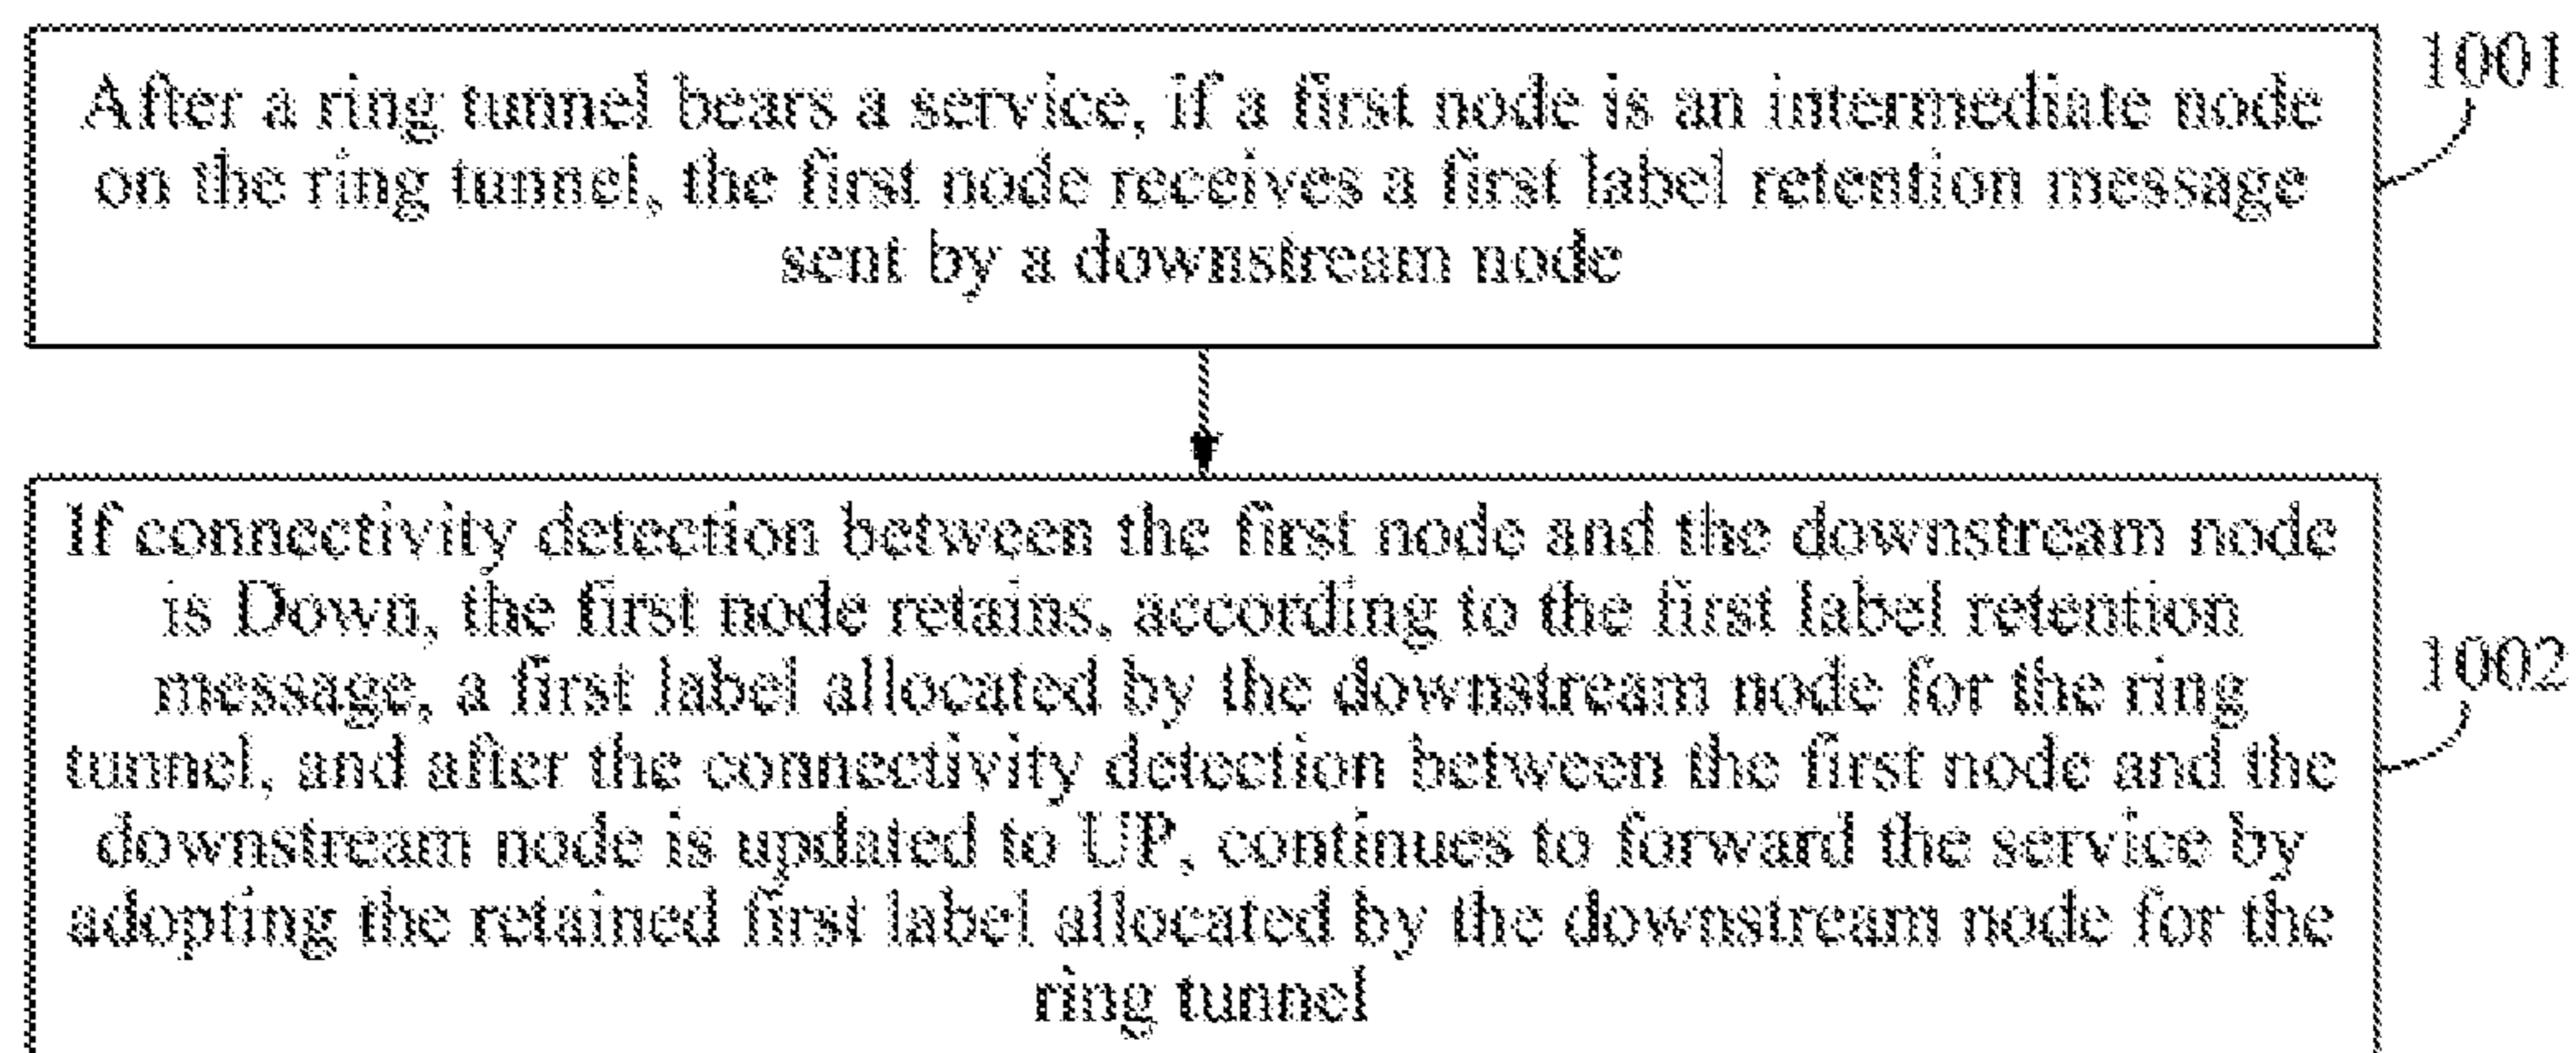 After a ring tunnel bears a service, if a first node is an intermediate node
on the ring tunnel, the first node receives a first label retention message
sent by a downstream node
1001
If connectivity detection between the first node and the downstream node
is Down, the first node retains, according to the first label retention
message, a first label allocated by the downstream node for the ring
tunnel, and after the connectivity detection between the first node and the
downstream node is updated to UP, continues to forward the service by
adopting the retained first label allocated by the downstream node for the
ring tunnel
1002